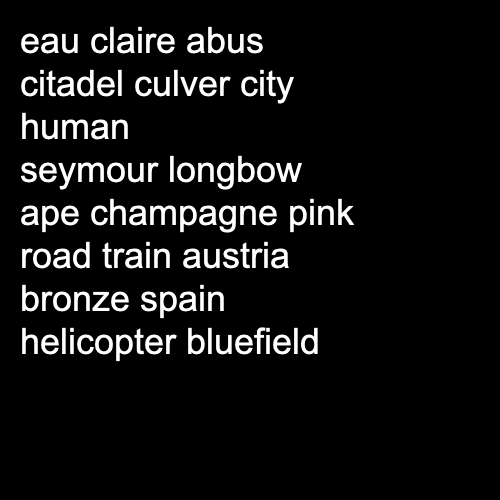 eau claire abus
citadel culver city
human
seymour longbow
ape champagne pink
road train austria
bronze spain
helicopter bluefield